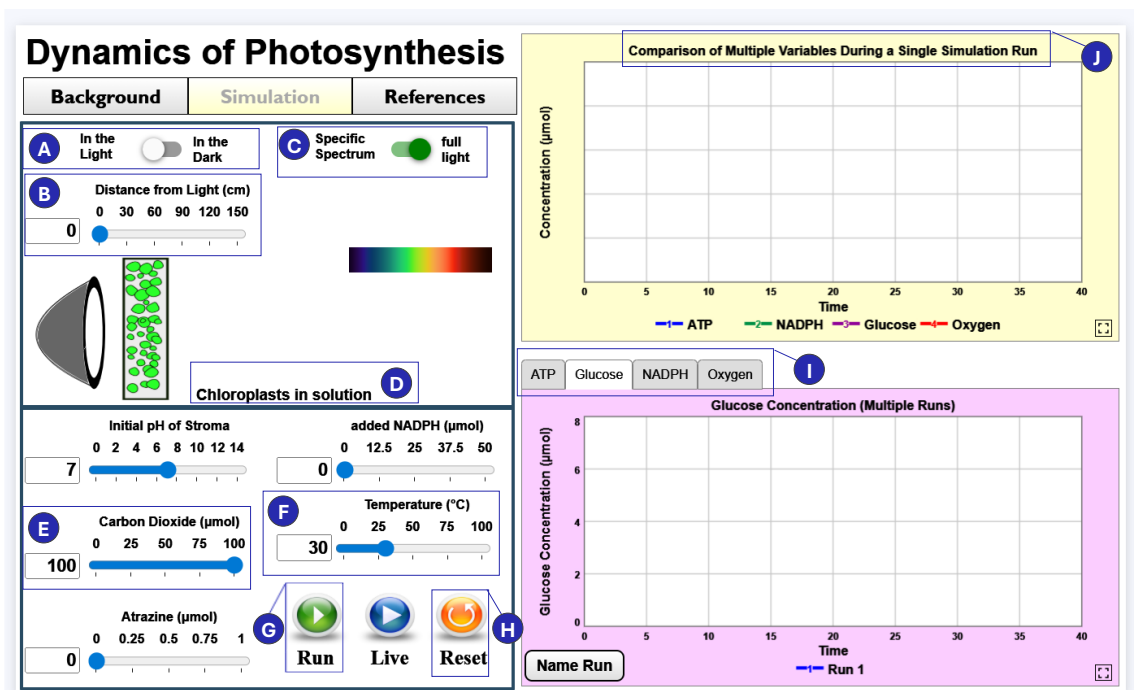 Dynamics of Photosynthesis
Background Simulation References
A In the Light In the Dark
C Specific Spectrum full light
B Distance from Light (cm)
0 30 60 90 120 150
0
Chloroplasts in solution D
Initial pH of Stroma
0 2 4 6 8 10 12 14
7
added NADPH (µmol)
0 12.5 25 37.5 50
0
E Carbon Dioxide (µmol)
0 25 50 75 100
100
F Temperature (°C)
0 25 50 75 100
30
Atrazine (µmol)
0 0.25 0.5 0.75 1
0
G H
Run Live Reset
Comparison of Multiple Variables During a Single Simulation Run J
Concentration (µmol)
0 5 10 15 20 25 30 35 40
Time
1 ATP 2 NADPH 3 Glucose 4 Oxygen
ATP Glucose NADPH Oxygen I
Glucose Concentration (Multiple Runs)
Glucose Concentration (µmol)
8
6
4
2
0
0 5 10 15 20 25 30 35 40
Time
Name Run
1 Run 1